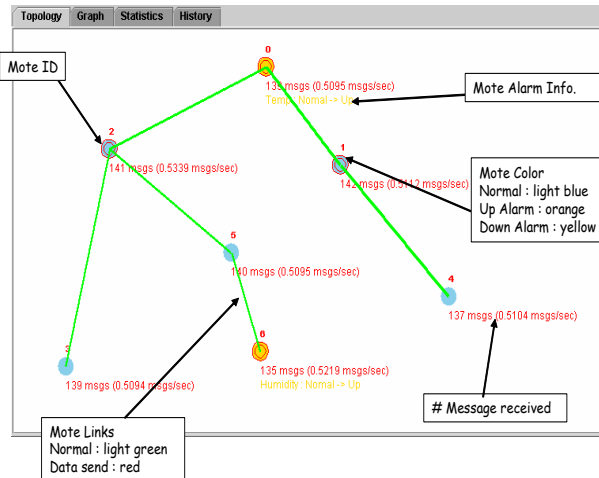 Topology Graph Statistics History
0
Mote ID
139 msgs (0.5095 msgs/sec)
Temp: Normal -> Up
Mote Alarm Info.
2
1
141 msgs (0.5339 msgs/sec)
142 msgs (0.5112 msgs/sec)
Mote Color
Normal : light blue
Up Alarm : orange
Down Alarm : yellow
5
140 msgs (0.5095 msgs/sec)
4
137 msgs (0.5104 msgs/sec)
3
139 msgs (0.5094 msgs/sec)
6
135 msgs (0.5219 msgs/sec)
Humidity: Normal -> Up
# Message received
Mote Links
Normal : light green
Data send : red